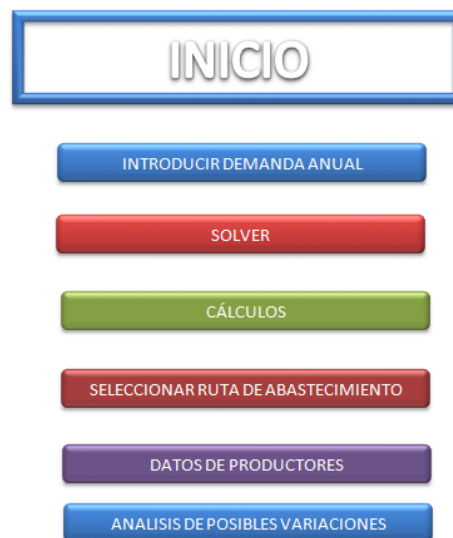 INICIO
INTRODUCIR DEMANDA ANUAL
SOLVER
CÁLCULOS
SELECCIONAR RUTA DE ABASTECIMIENTO
DATOS DE PRODUCTORES
ANALISIS DE POSIBLES VARIACIONES